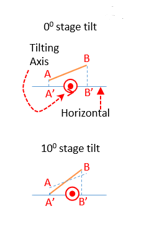 0⁰ stage tilt
Tilting
Axis
B
A
A′ B′
Horizontal
10⁰ stage tilt
B
A
A′ B′